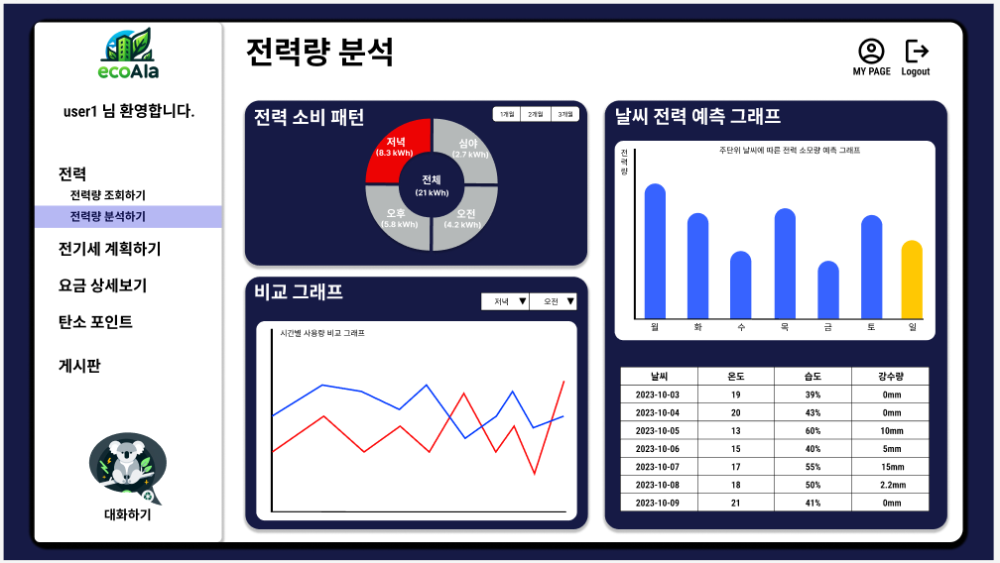 ecoAla
user1 님 환영합니다.
전력
전력량 조회하기
전력량 분석하기
전기세 계획하기
요금 상세보기
탄소 포인트
게시판
대화하기
전력량 분석
MY PAGE
Logout
전력 소비 패턴
1개월 2개월 3개월
저녁
(8.3 kWh)
심야
(2.7 kWh)
전체
(21 kWh)
오후
(5.8 kWh)
오전
(4.2 kWh)
비교 그래프
저녁 ▼ 오전 ▼
시간별 사용량 비교 그래프
날씨 전력 예측 그래프
전력량
주단위 날씨에 따른 전력 소모량 예측 그래프
월 화 수 목 금 토 일
날씨 온도 습도 강수량
2023-10-03 19 39% 0mm
2023-10-04 20 43% 0mm
2023-10-05 13 60% 10mm
2023-10-06 15 40% 5mm
2023-10-07 17 55% 15mm
2023-10-08 18 50% 2.2mm
2023-10-09 21 41% 0mm